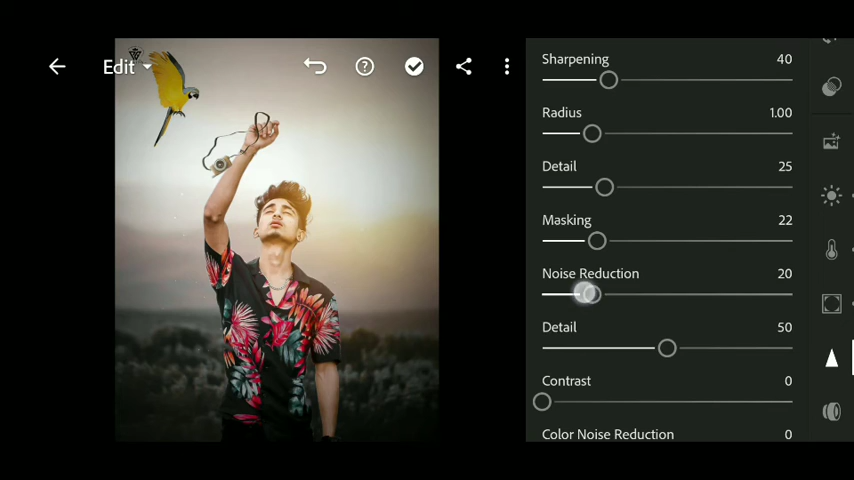 Edit
Sharpening 40
Radius 1.00
Detail 25
Masking 22
Noise Reduction 20
Detail 50
Contrast 0
Color Noise Reduction 0